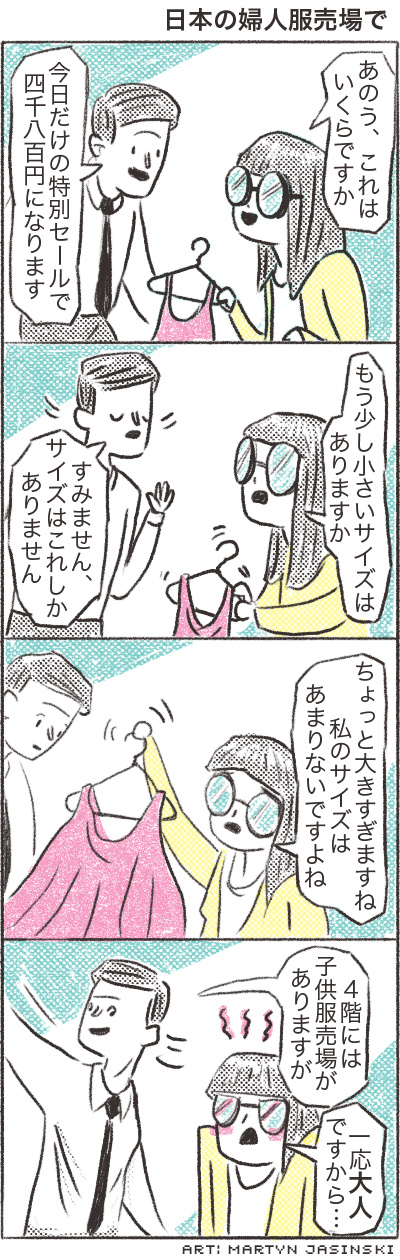 日本の婦人服売場で
あのう、これは
いくらですか
今日だけの特別セールで
四千八百円になります
もう少し小さいサイズは
ありますか
すみません、
サイズはこれしか
ありません
ちょっと大きすぎますね
私のサイズは
あまりないですよね
４階には
子供服売場が
ありますが
一応大人
ですから…
ART: MARTYN JASINSKI